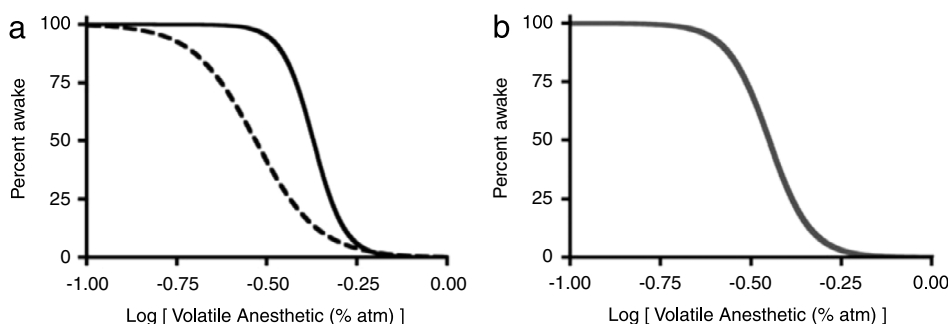 a
100
75
50
25
0
Percent awake
-1.00 -0.75 -0.50 -0.25 0.00
Log [ Volatile Anesthetic (% atm) ]
b
100
75
50
25
0
Percent awake
-1.00 -0.75 -0.50 -0.25 0.00
Log [ Volatile Anesthetic (% atm) ]